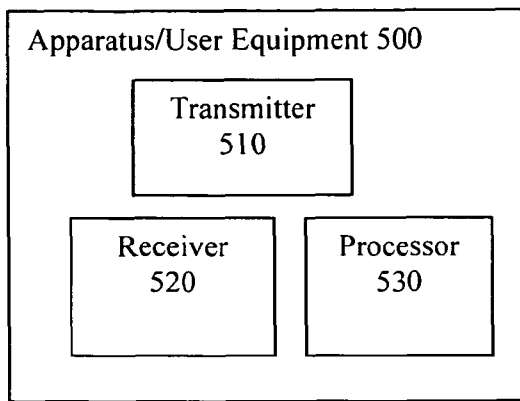 Apparatus/User Equipment 500
Transmitter
510
Receiver
520
Processor
530